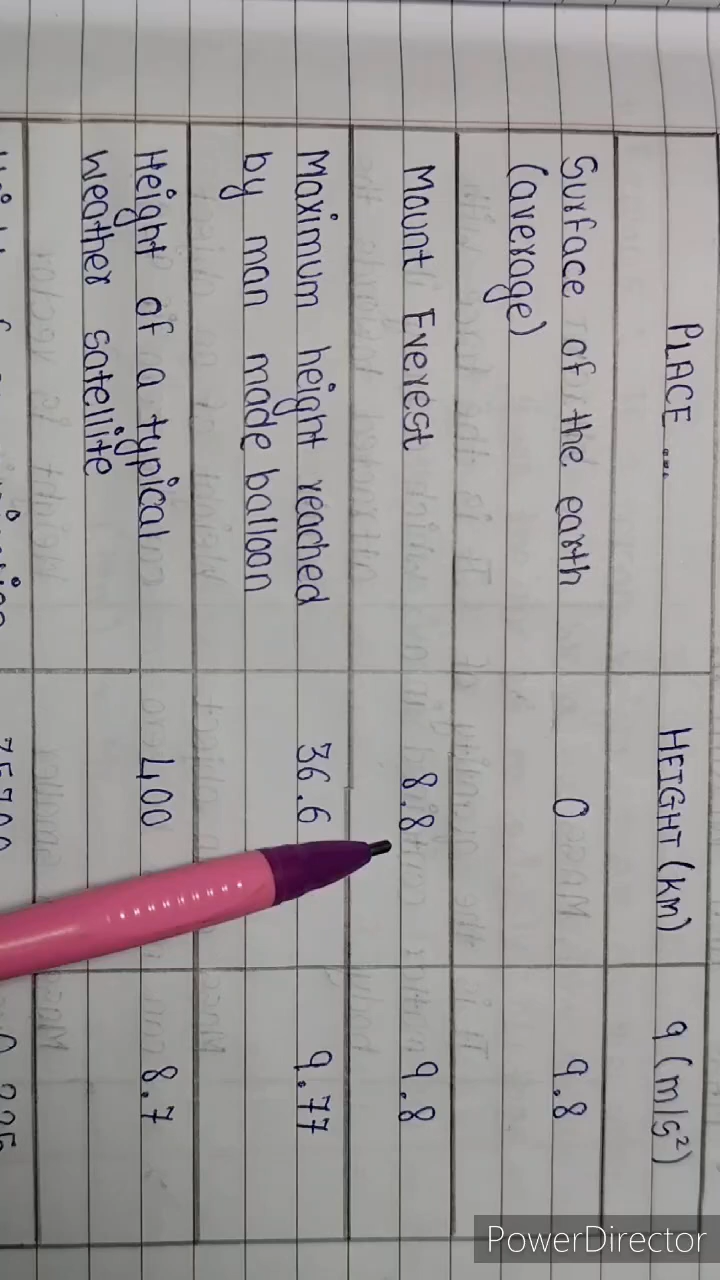 PLACE... HEIGHT (km) g (m/s²)
Surface of the earth 0 9.8
(average)
Mount Everest 8.8 9.8
Maximum height reached 36.6 9.77
by man made balloon
Height of a typical 400 8.7
weather satellite
PowerDirector